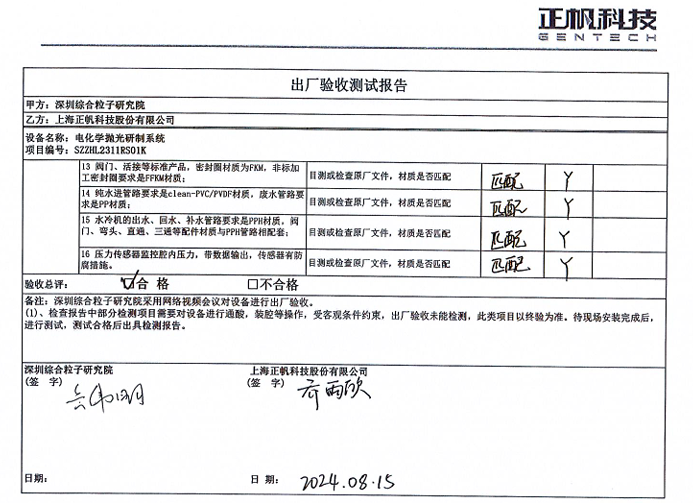 正帆科技
GENTECH
出厂验收测试报告
甲方：深圳综合粒子研究院
乙方：上海正帆科技股份有限公司
设备名称：电化学抛光研制系统
项目编号：SZZHL2311RS01K
13 阀门、活接等标准产品，密封圈材质为FKM，非标加 目测或检查原厂文件，材质是否匹配 匹配 Y
工密封圈要求是FFKM材质；
14 纯水进管路要求是clean-PVC/PVDF材质，废水管路要 目测或检查原厂文件，材质是否匹配 匹配 Y
求是PP材质；
15 水冷机的出水、回水、补水管路要求是PPH材质，阀 目测或检查原厂文件，材质是否匹配 匹配 Y
门、弯头、直通、三通等配件材质与PPH管路相配套；
16 压力传感器监控腔内压力，带数据输出，传感器有防 目测或检查原厂文件，材质是否匹配 匹配 Y
腐措施。
验收总评： ☑合 格 □不合格
备注：深圳综合粒子研究院采用网络视频会议对设备进行出厂验收。
(1)、检查报告中部分检测项目需要对设备进行通酸，装腔等操作，受客观条件约束，出厂验收未能检测，此类项目以终验为准。待现场安装完成后，
进行测试，测试合格后出具检测报告。
深圳综合粒子研究院 上海正帆科技股份有限公司
(签 字) (签 字)
日期： 日 期： 2024.08.15